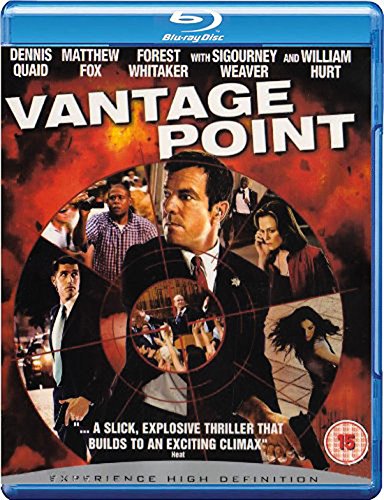 Blu-ray Disc
DENNIS QUAID MATTHEW FOX FOREST WHITAKER WITH SIGOURNEY WEAVER AND WILLIAM HURT
VANTAGE
POINT
"... A SLICK, EXPLOSIVE THRILLER THAT
BUILDS TO AN EXCITING CLIMAX"
Heat
15
EXPERIENCE HIGH DEFINITION